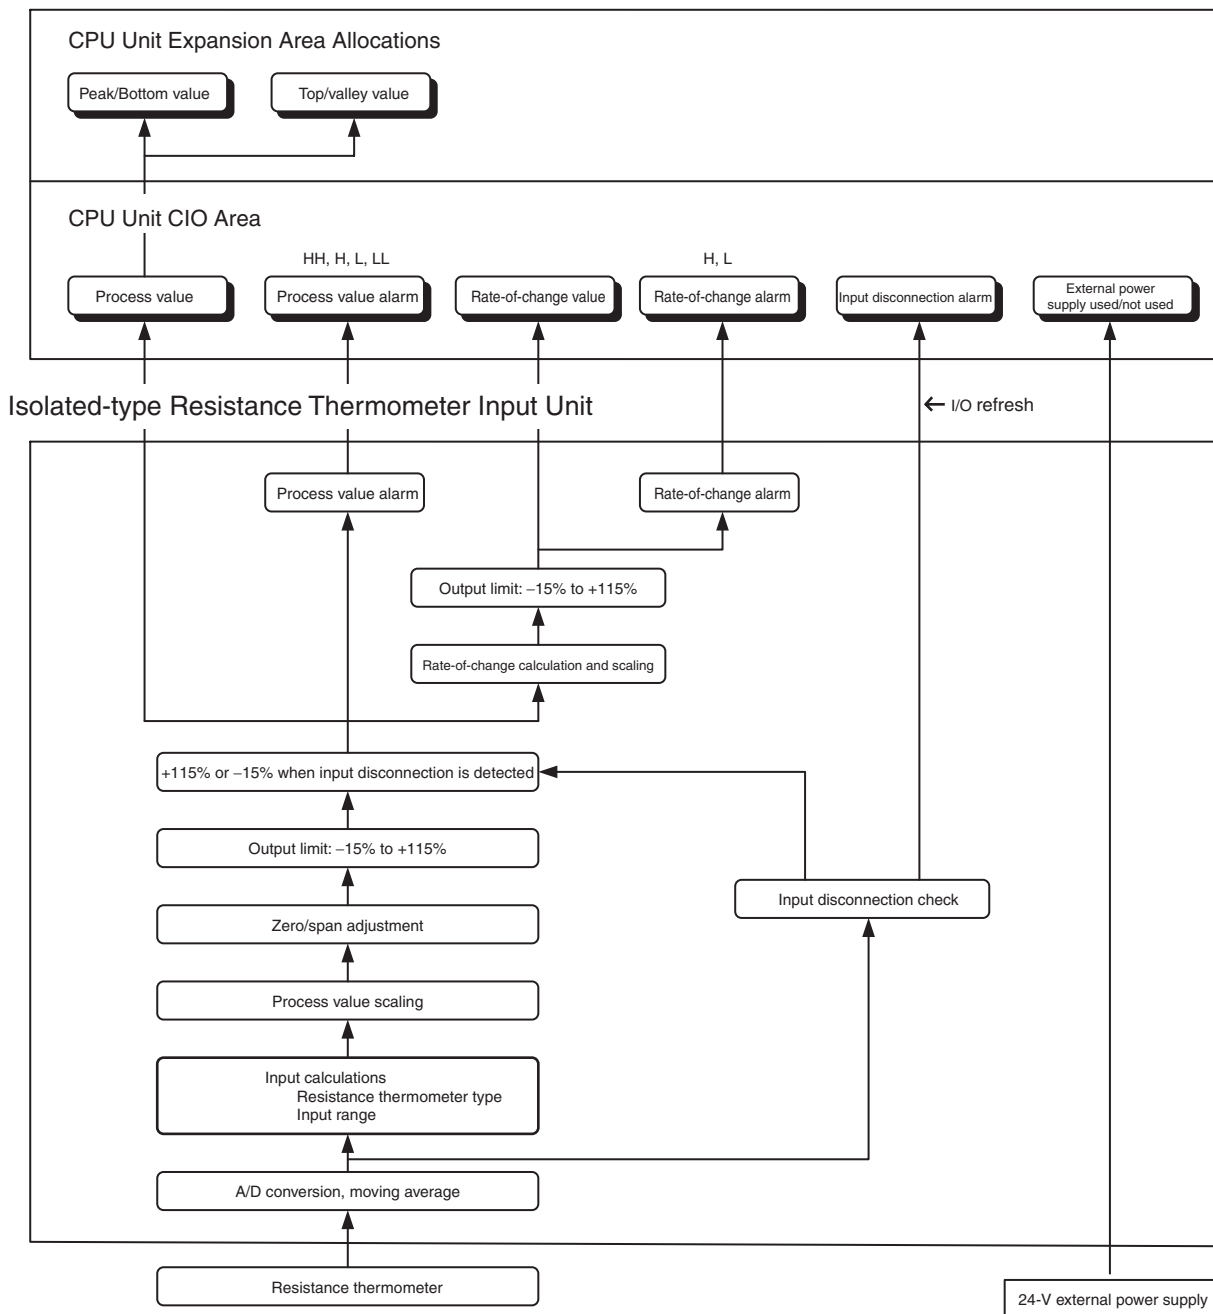 CPU Unit Expansion Area Allocations
Peak/Bottom value
Top/valley value
CPU Unit CIO Area
HH, H, L, LL
H, L
Process value
Process value alarm
Rate-of-change value
Rate-of-change alarm
Input disconnection alarm
External power
supply used/not used
Isolated-type Resistance Thermometer Input Unit
I/O refresh
Process value alarm
Rate-of-change alarm
Output limit: –15% to +115%
Rate-of-change calculation and scaling
+115% or –15% when input disconnection is detected
Output limit: –15% to +115%
Input disconnection check
Zero/span adjustment
Process value scaling
Input calculations
Resistance thermometer type
Input range
A/D conversion, moving average
Resistance thermometer
24-V external power supply